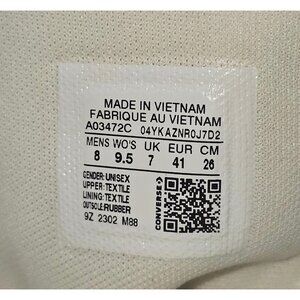 MADE IN VIETNAM
FABRIQUE AU VIETNAM
A03472C 04YKAZNR0J7D2
MENS WO'S UK EUR CM
8 9.5 7 41 26
GENDER:UNISEX
UPPER:TEXTILE
LINING:TEXTILE
OUTSOLE:RUBBER
9Z 2302 M88
CONVERSE